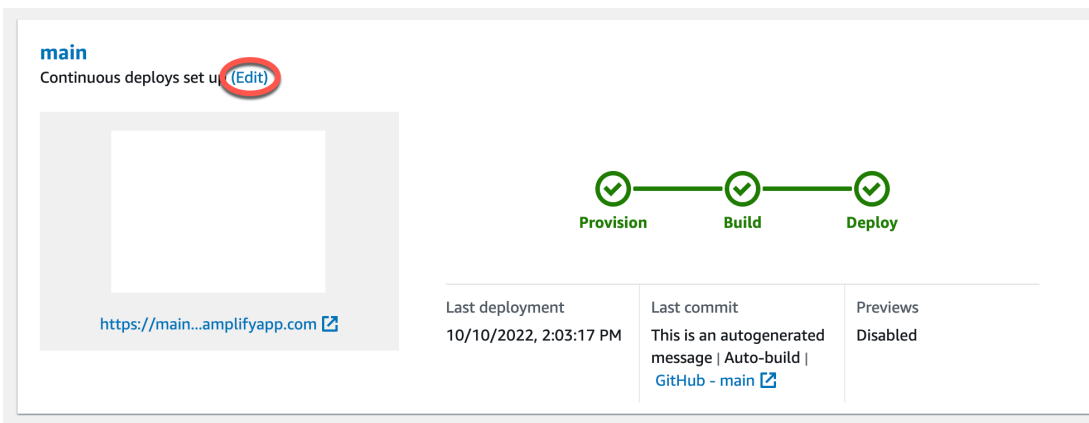 main
Continuous deploys set up (Edit)
Provision
Build
Deploy
https://main...amplifyapp.com
Last deployment
10/10/2022, 2:03:17 PM
Last commit
This is an autogenerated
message | Auto-build |
GitHub - main
Previews
Disabled